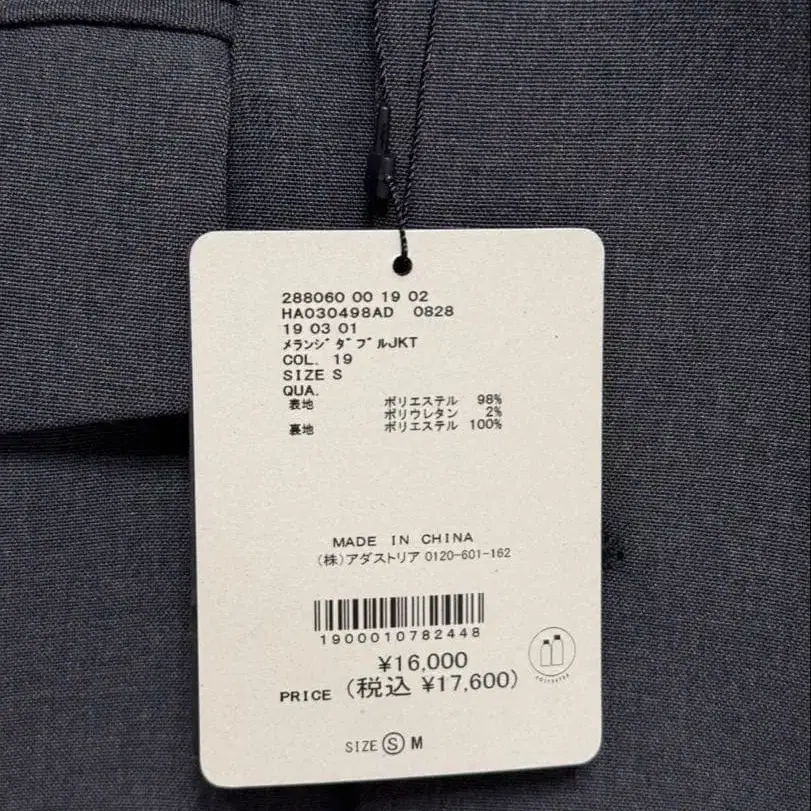 288060 00 19 02
HA030498AD 0828
19 03 01
メランジダブルJKT
COL. 19
SIZE S
QUA.
表地 ポリエステル 98%
ポリウレタン 2%
裏地 ポリエステル 100%
MADE IN CHINA
(株)アダストリア 0120-601-162
1900010782448
¥16,000
PRICE (税込 ¥17,600)
SIZE S M